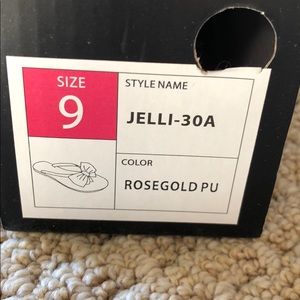 SIZE
9
STYLE NAME
JELLI-30A
COLOR
ROSEGOLD PU